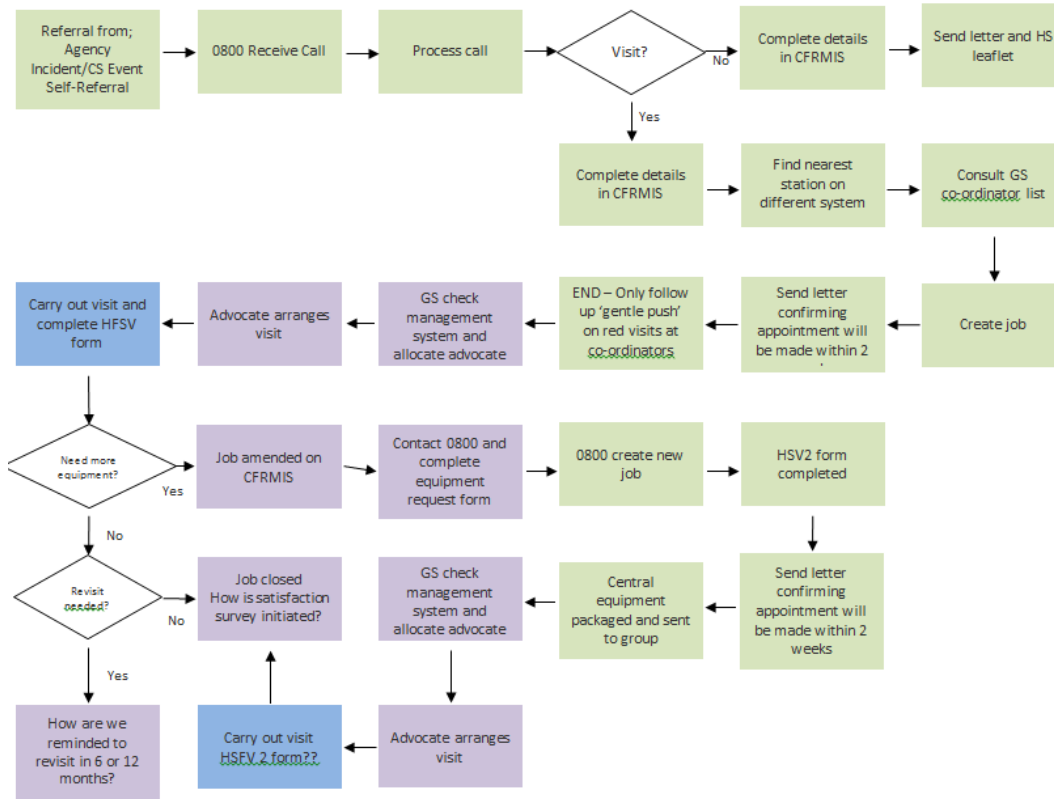 Referral from;
Agency
Incident/CS Event
Self-Referral
0800 Receive Call
Process call
Visit?
No
Complete details
in CFRMIS
Send letter and HS
leaflet
Yes
Complete details
in CFRMIS
Find nearest
station on
different system
Consult GS
co-ordinator list
Carry out visit and
complete HFSV
form
Advocate arranges
visit
GS check
management
system and
allocate advocate
END – Only follow
up ‘gentle push’
on red visits at
co-ordinators
Send letter
confirming
appointment will
be made within 2
Create job
Need more
equipment?
Yes
Job amended on
CFRMIS
Contact 0800 and
complete
equipment
request form
0800 create new
job
HSV2 form
completed
No
Revisit
needed?
No
Job closed
How is satisfaction
survey initiated?
GS check
management
system and
allocate advocate
Central
equipment
packaged and sent
to group
Send letter
confirming
appointment will
be made within 2
weeks
Yes
How are we
reminded to
revisit in 6 or 12
months?
Carry out visit
HSFV 2 form??
Advocate arranges
visit